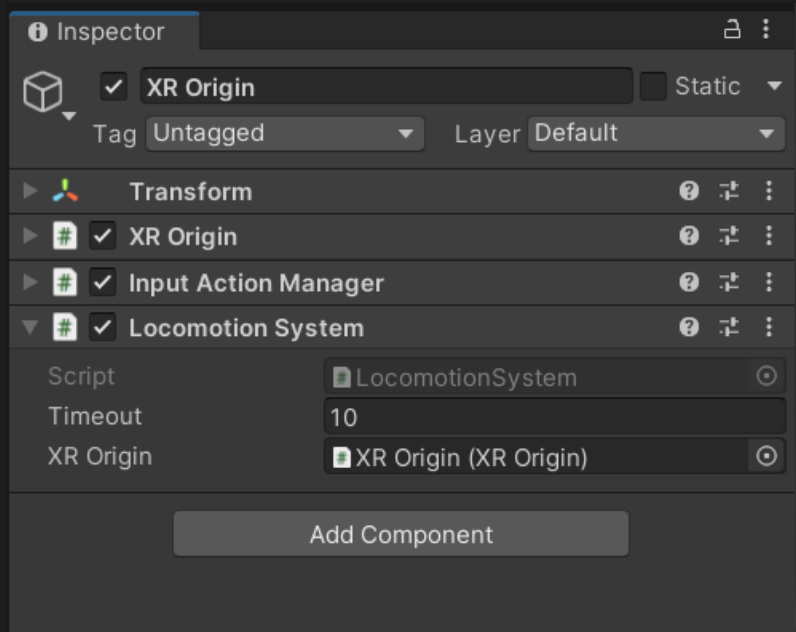 Inspector
XR Origin Static
Tag Untagged Layer Default
Transform
XR Origin
Input Action Manager
Locomotion System
Script LocomotionSystem
Timeout 10
XR Origin XR Origin (XR Origin)
Add Component